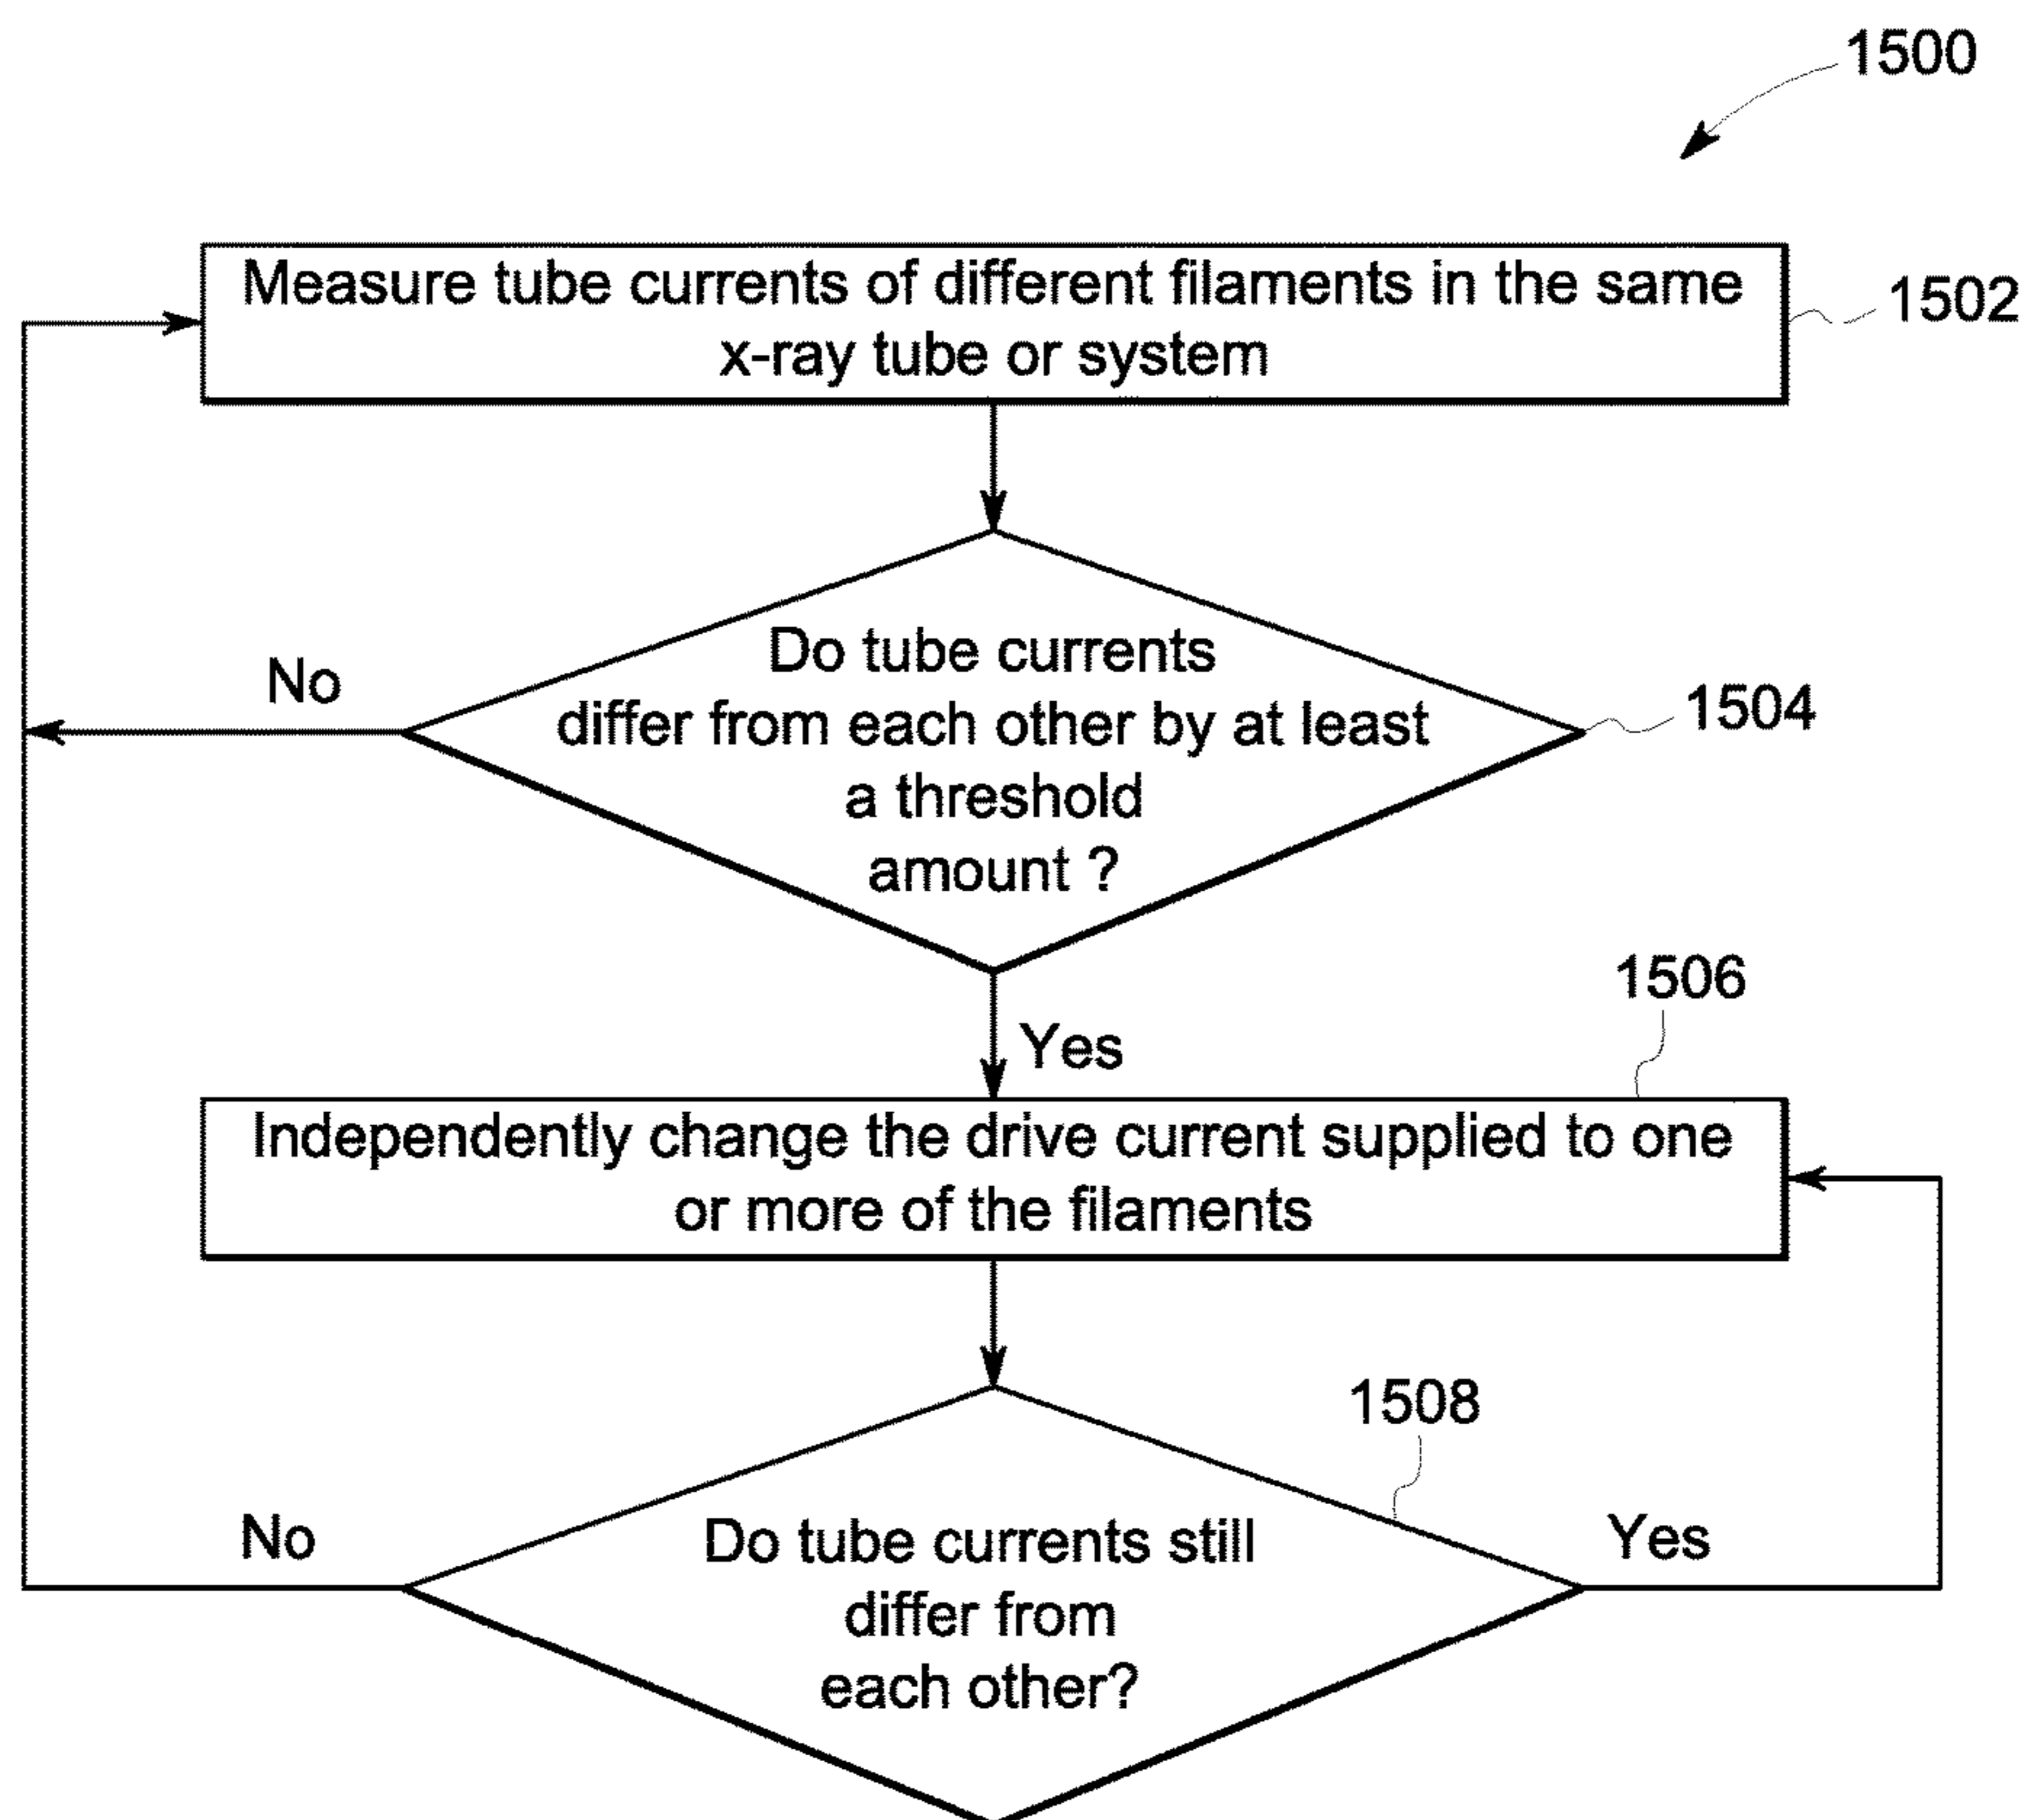 1500
Measure tube currents of different filaments in the same
x-ray tube or system
1502
No
Do tube currents
differ from each other by at least
a threshold
amount ?
1504
Yes
1506
Independently change the drive current supplied to one
or more of the filaments
1508
No
Do tube currents still
differ from
each other?
Yes